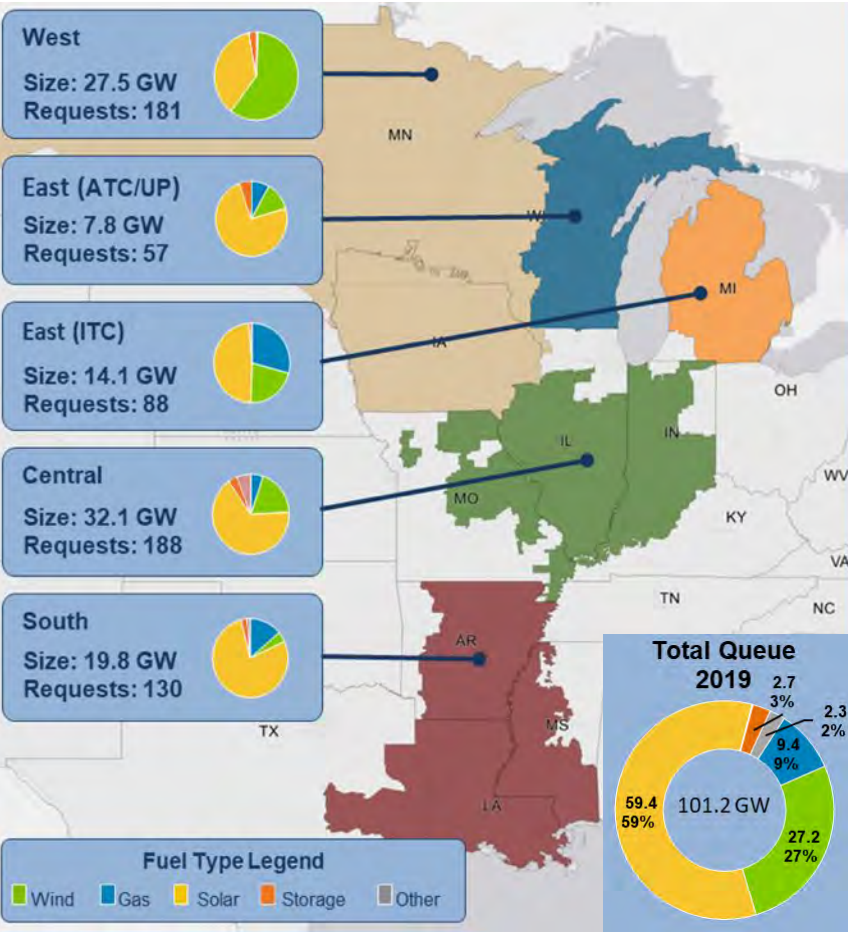 West
Size: 27.5 GW
Requests: 181
East (ATC/UP)
Size: 7.8 GW
Requests: 57
East (ITC)
Size: 14.1 GW
Requests: 88
Central
Size: 32.1 GW
Requests: 188
South
Size: 19.8 GW
Requests: 130
MN
WI
MI
IA
OH
IL
IN
WV
MO
KY
VA
TN
NC
AR
TX
MS
LA
Total Queue
2019
2.7
3%
2.3
2%
9.4
9%
59.4
59%
101.2 GW
27.2
27%
Fuel Type Legend
Wind
Gas
Solar
Storage
Other